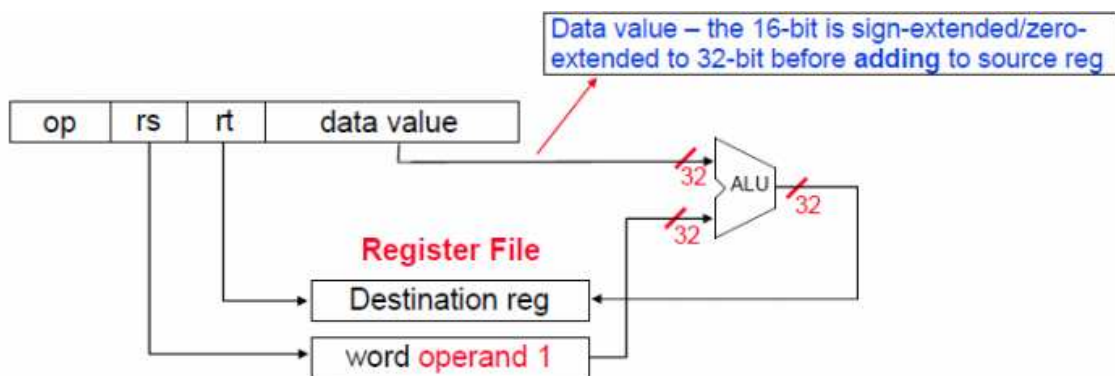 Data value – the 16-bit is sign-extended/zero-
extended to 32-bit before adding to source reg
op rs rt data value
32
ALU
32
32
Register File
Destination reg
word operand 1